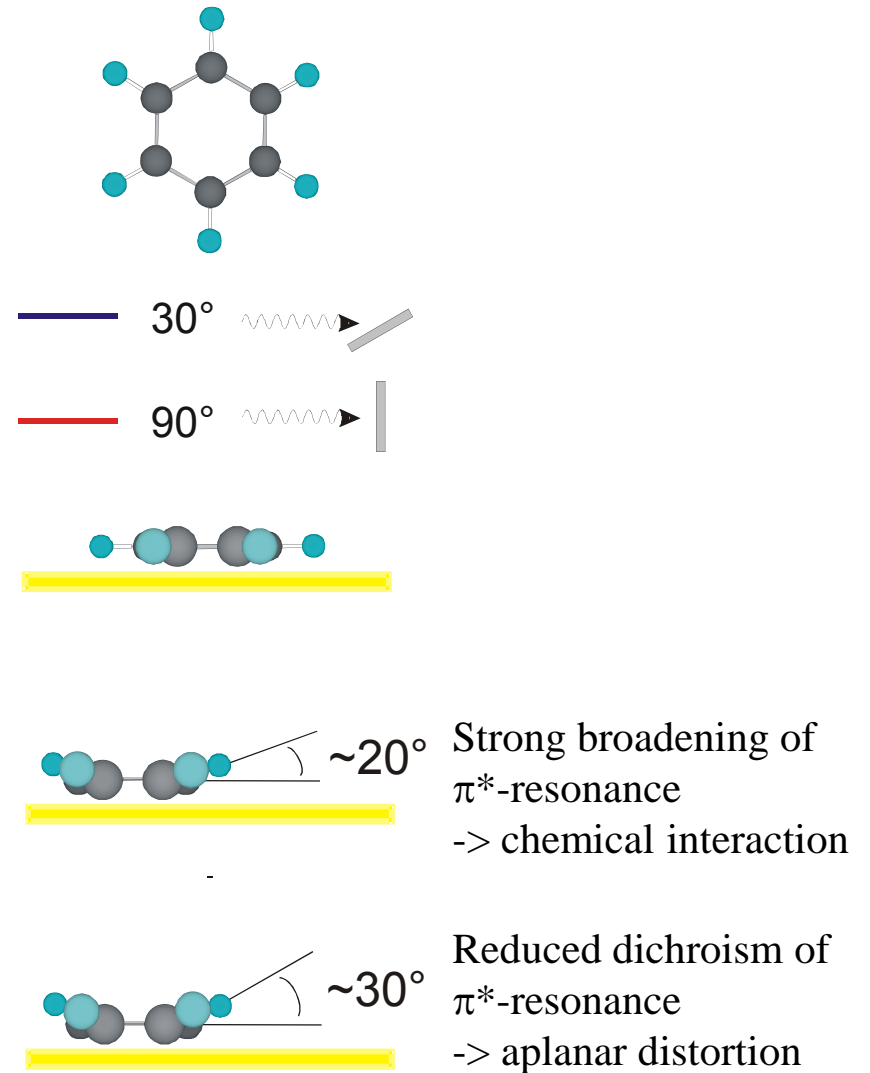 30°
90°
~20°
Strong broadening of
π*-resonance
-> chemical interaction
-
~30°
Reduced dichroism of
π*-resonance
-> aplanar distortion